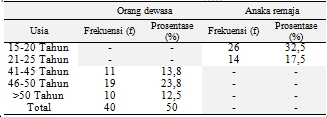 Orang dewasa Anaka remaja
Usia Frekuensi (f) Prosentase (%) Frekuensi (f) Prosentase (%)
15-20 Tahun - - 26 32,5
21-25 Tahun - - 14 17,5
41-45 Tahun 11 13,8 - -
46-50 Tahun 19 23,8 - -
>50 Tahun 10 12,5 - -
Total 40 50 - -